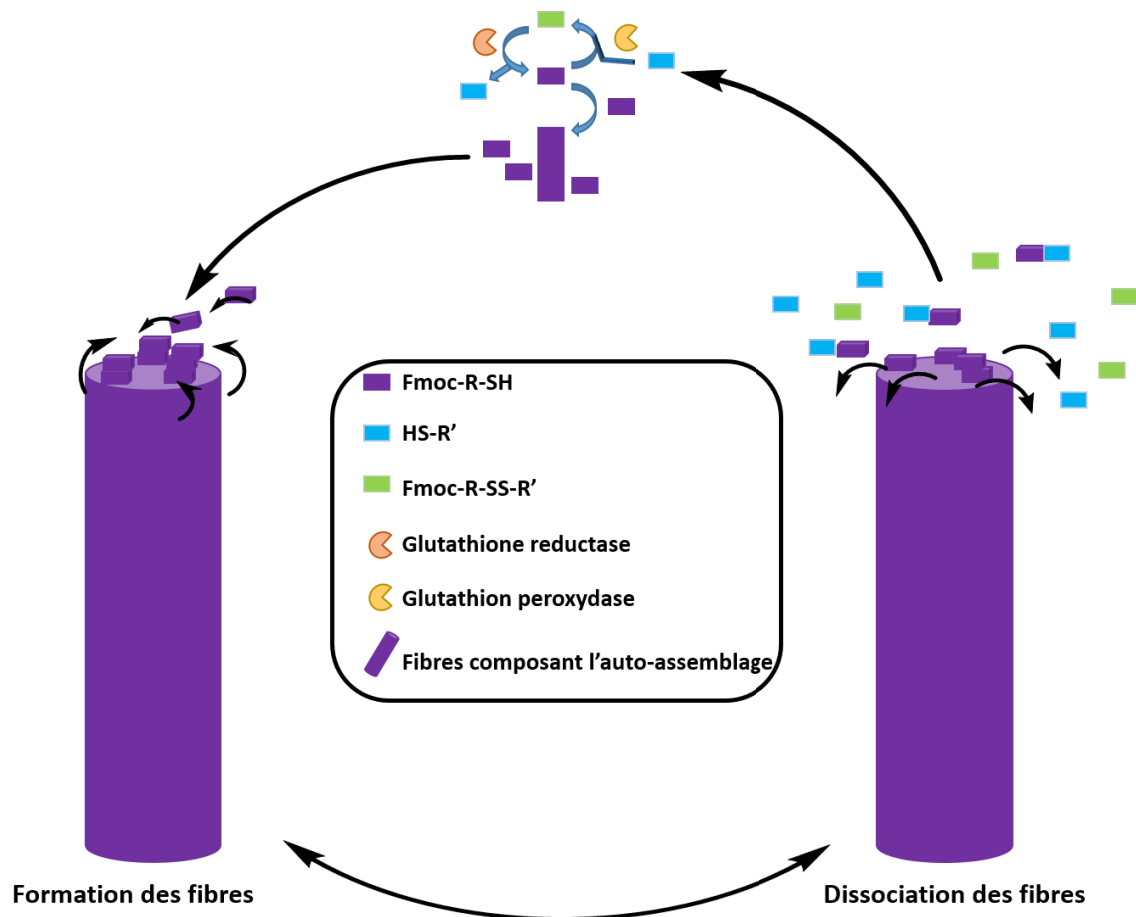 Fmoc-R-SH
HS-R’
Fmoc-R-SS-R’
Glutathione reductase
Glutathion peroxydase
Fibres composant l’auto-assemblage
Formation des fibres
Dissociation des fibres